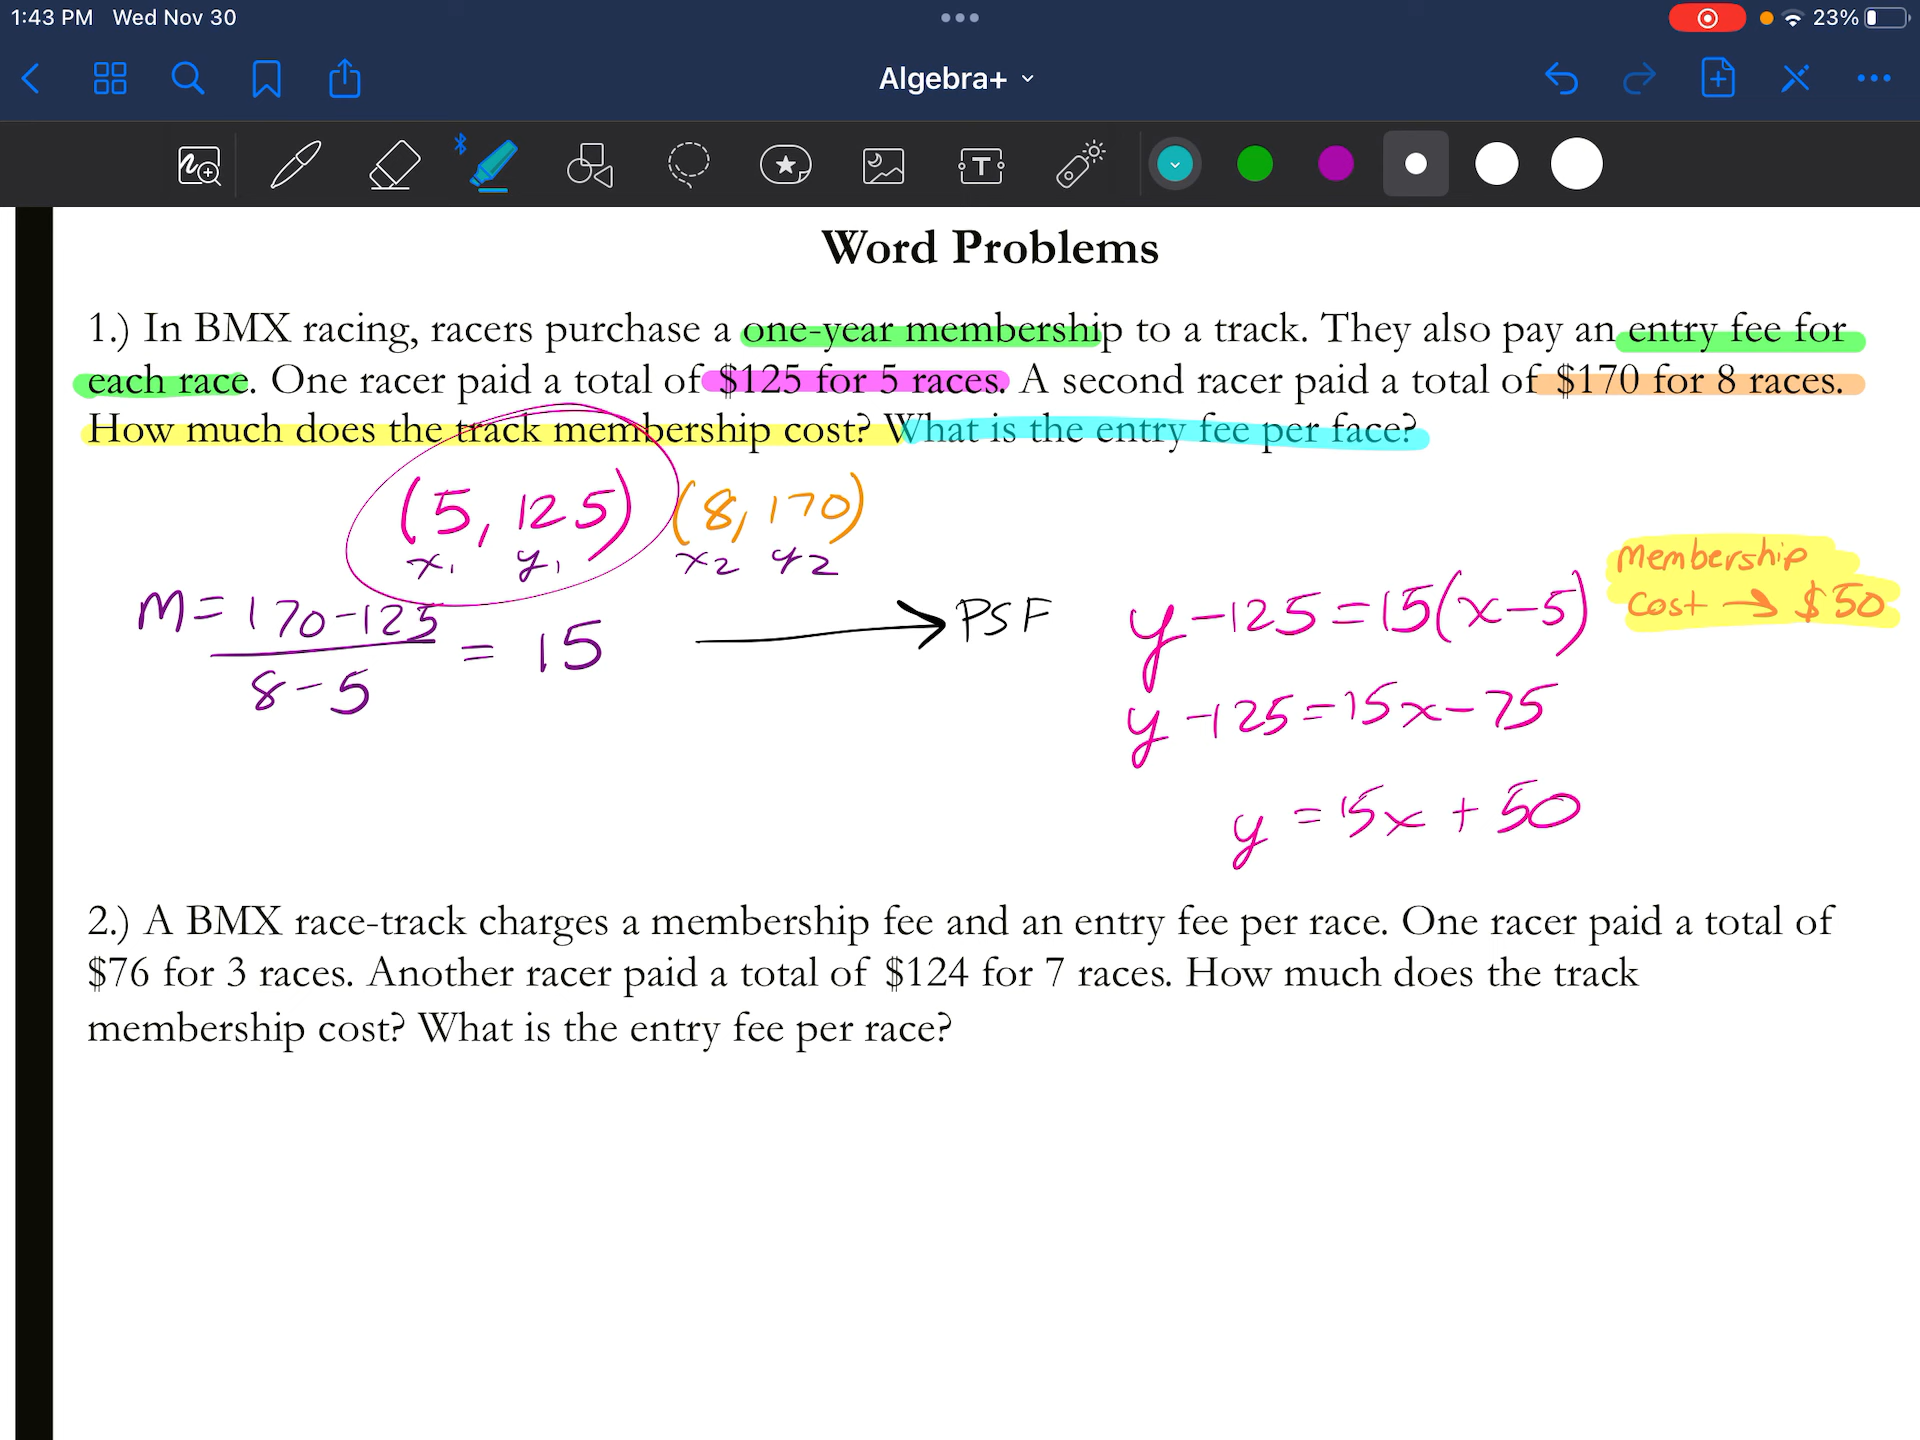 1:43 PM Wed Nov 30
23%
Algebra+
T
Word Problems
1.) In BMX racing, racers purchase a one-year membership to a track. They also pay an entry fee for
each race. One racer paid a total of $125 for 5 races. A second racer paid a total of $170 for 8 races.
How much does the track membership cost? What is the entry fee per face?
(5, 125) (8, 170)
x1 y1 x2 y2
membership
cost → $50
m = 170-125
8-5
= 15
PSF
y-125=15(x-5)
y-125=15x-75
y=15x+50
2.) A BMX race-track charges a membership fee and an entry fee per race. One racer paid a total of
$76 for 3 races. Another racer paid a total of $124 for 7 races. How much does the track
membership cost? What is the entry fee per race?